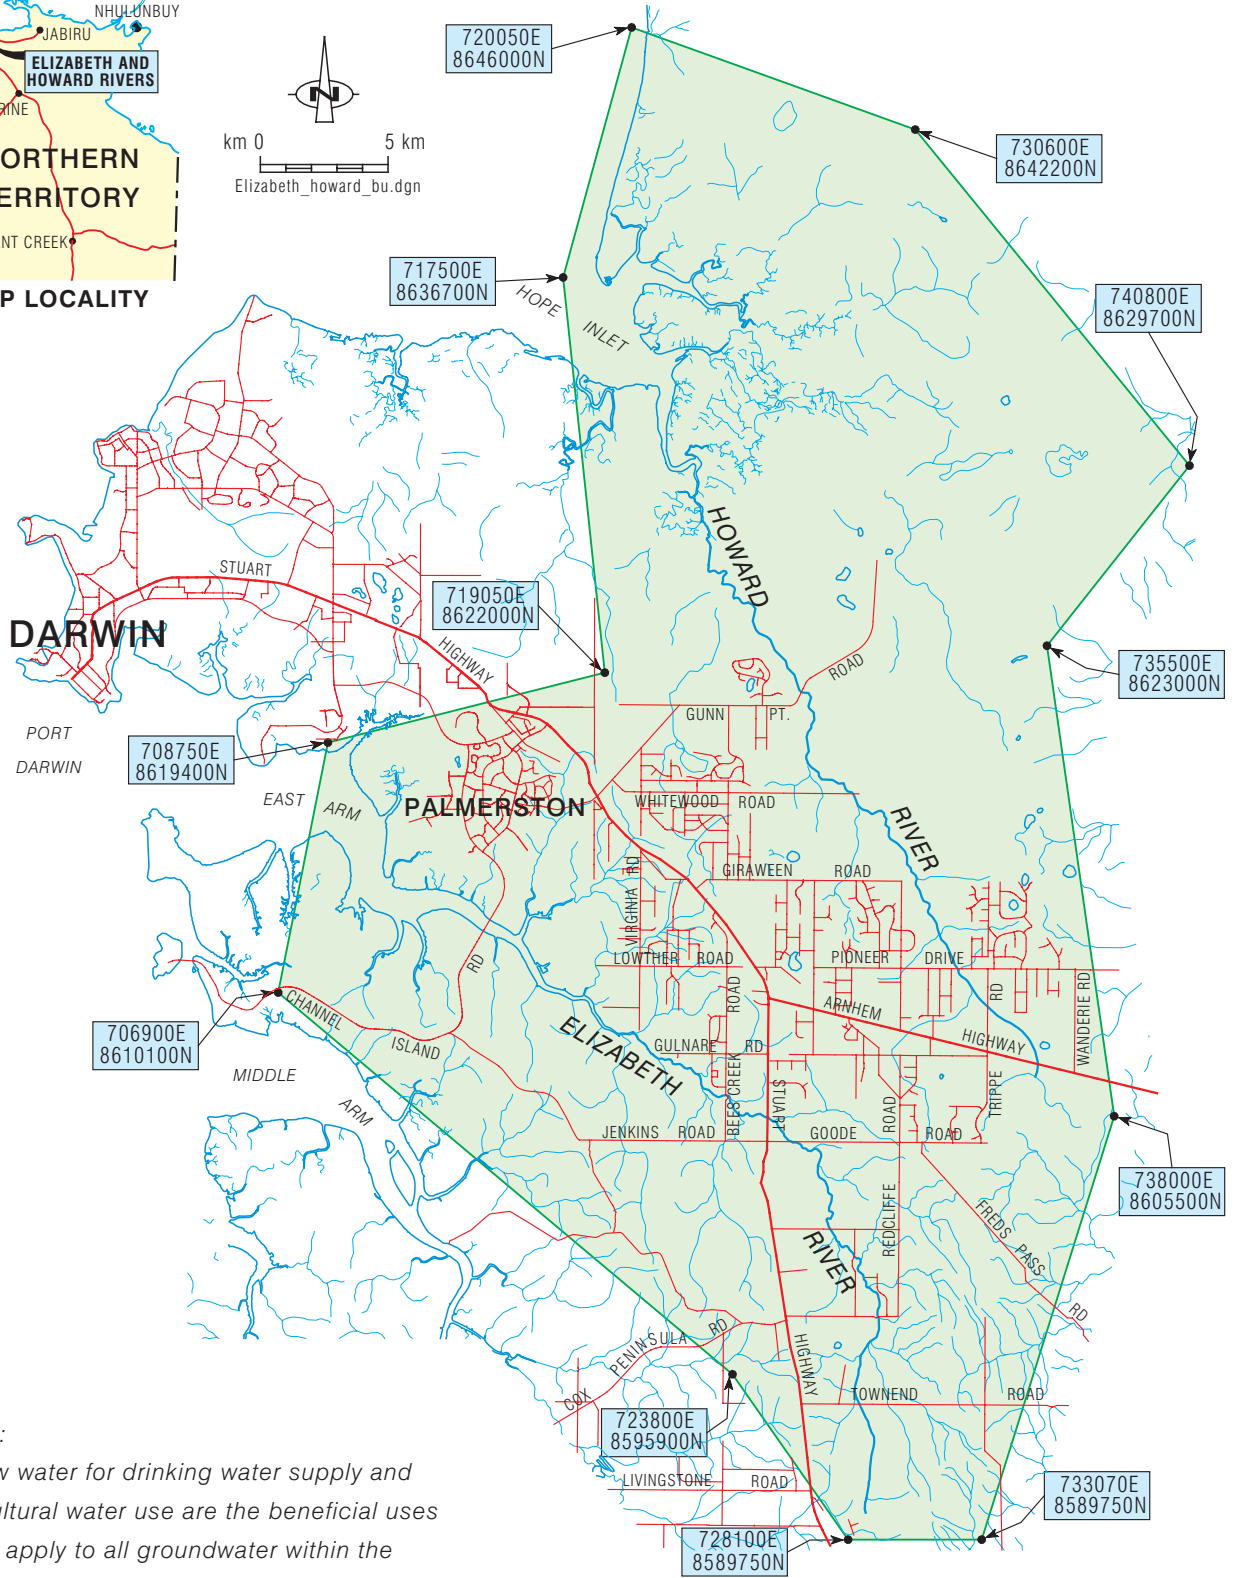 NHULUNBUY
JABIRU
ELIZABETH AND
HOWARD RIVERS
RINE
ORTHERN
ERRITORY
NT CREEK
P LOCALITY
N
km 0 5 km
Elizabeth_howard_bu.dgn
720050E
8646000N
730600E
8642200N
717500E
8636700N
740800E
8629700N
HOPE
INLET
HOWARD
STUART
719050E
8622000N
DARWIN
HIGHWAY
735500E
8623000N
ROAD
GUNN PT.
PORT
DARWIN
708750E
8619400N
EAST ARM
PALMERSTON
WHITEWOOD ROAD
RIVER
GIRAWEEN ROAD
VIRGINIA RD
LOWTHER ROAD
PIONEER DRIVE
RD
ROAD
RD
WANDERIE RD
CHANNEL
ISLAND
ARNHEM
HIGHWAY
706900E
8610100N
ELIZABETH
GULNARE RD
MIDDLE
ARM
BEES CREEK
STUART
ROAD
TRIPPE
JENKINS ROAD
GOODE ROAD
738000E
8605500N
REDCLIFFE
FREDS PASS
RD
RIVER
COX PENINSULA RD
HIGHWAY
TOWNEND ROAD
723800E
8595900N
LIVINGSTONE ROAD
733070E
8589750N
728100E
8589750N
:
w water for drinking water supply and
ultural water use are the beneficial uses
apply to all groundwater within the